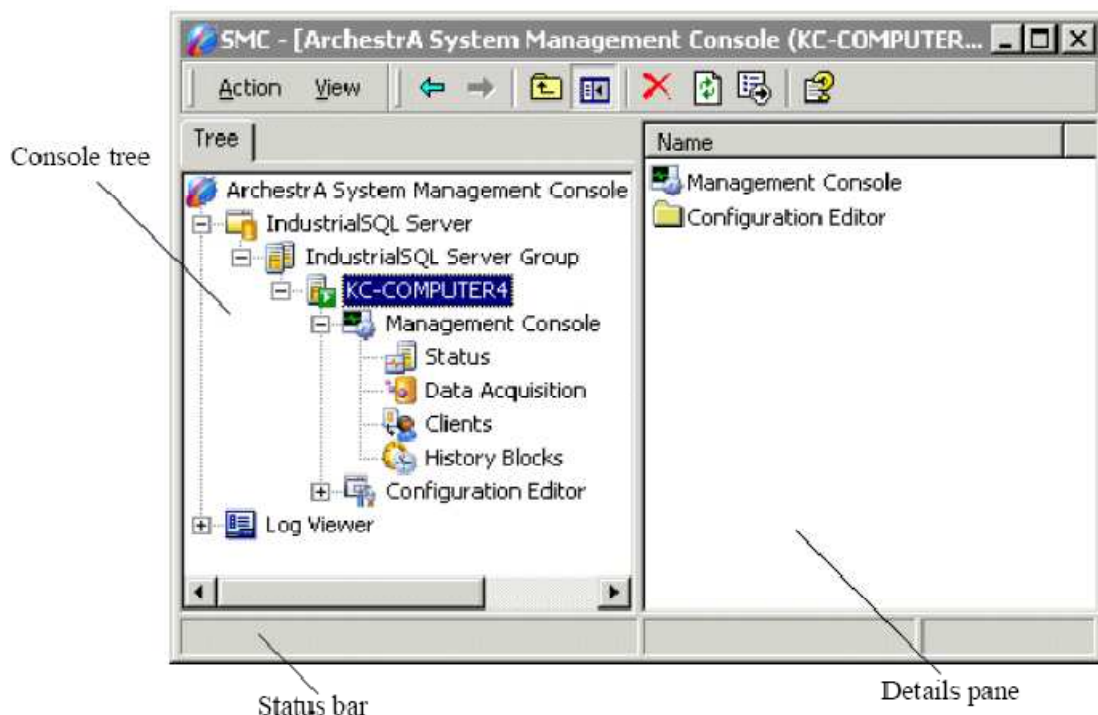 SMC - [ArchestrA System Management Console (KC-COMPUTER...
Action View
Tree
Name
Console tree
ArchestrA System Management Console
IndustrialSQL Server
IndustrialSQL Server Group
KC-COMPUTER4
Management Console
Status
Data Acquisition
Clients
History Blocks
Configuration Editor
Log Viewer
Management Console
Configuration Editor
Status bar
Details pane